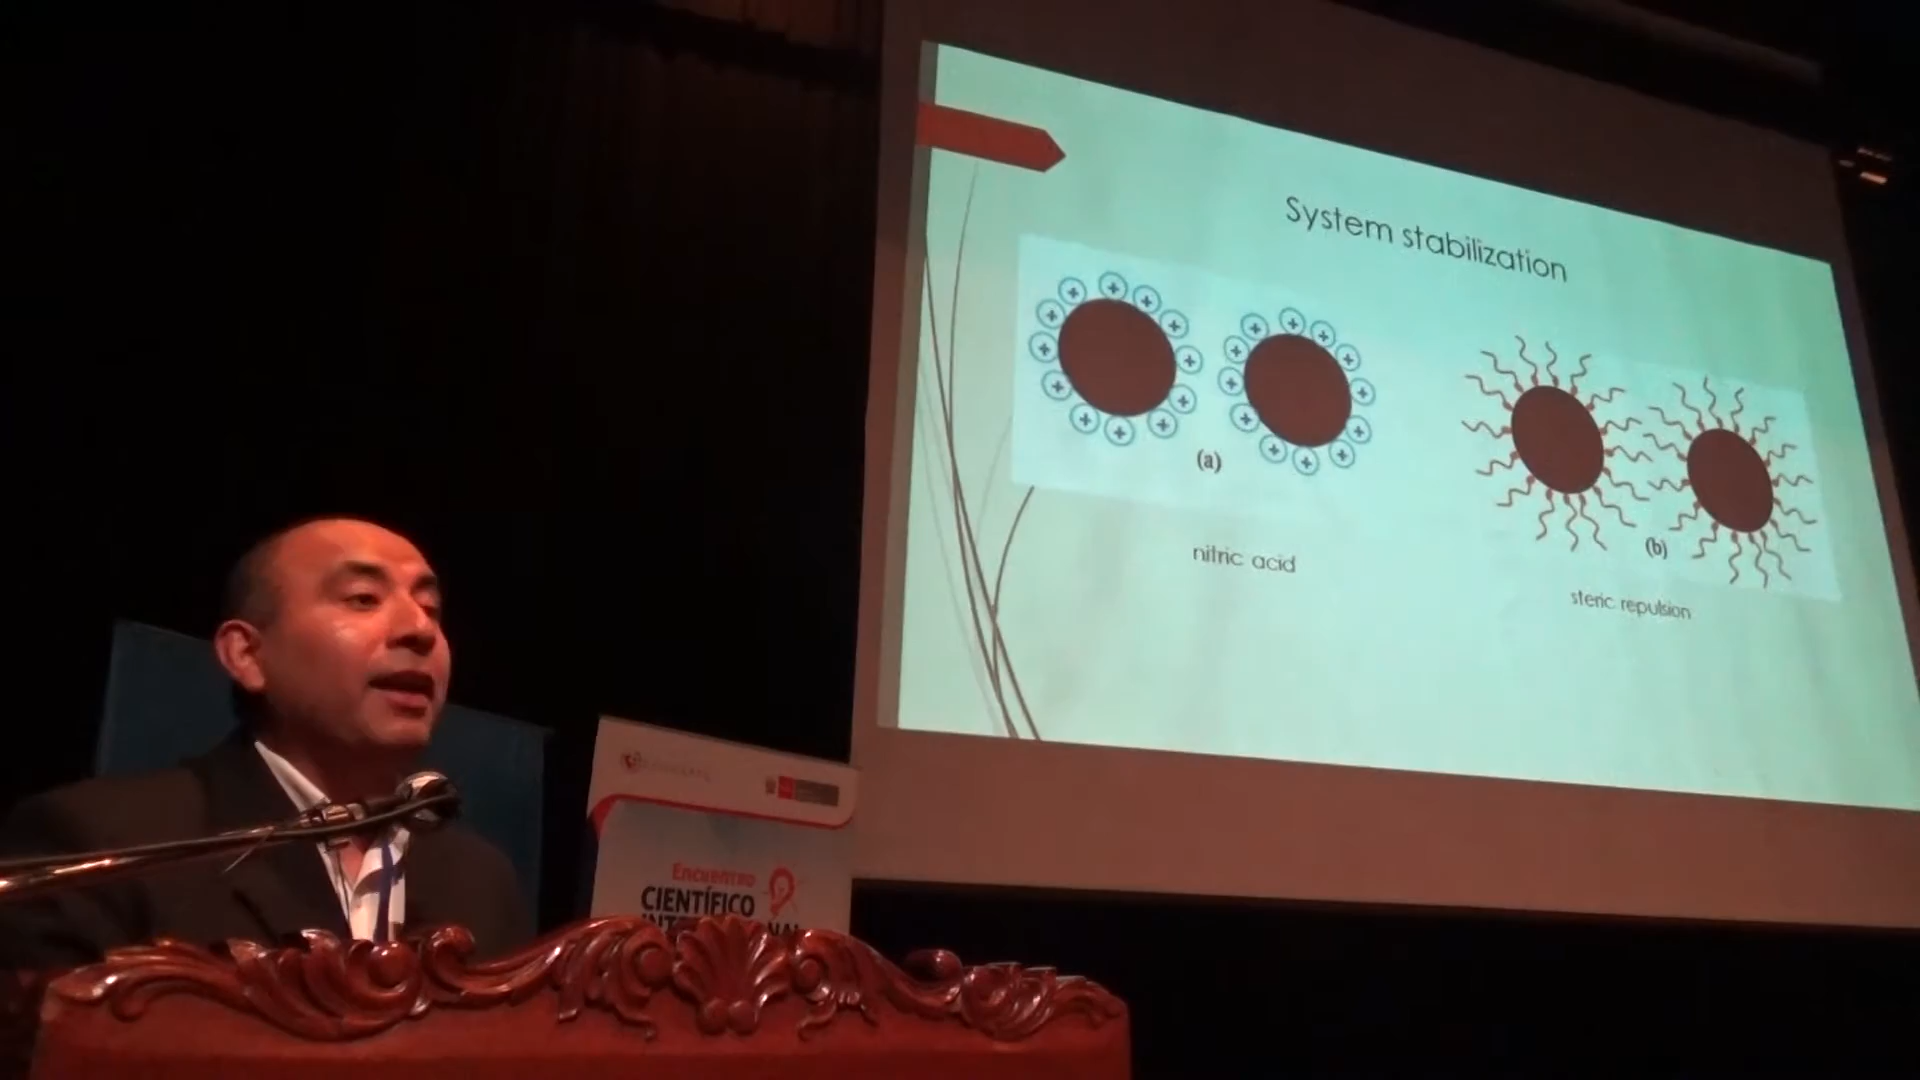 System stabilization
(a)
(b)
nitric acid
steric repulsion
Encuentro
CIENTÍFICO